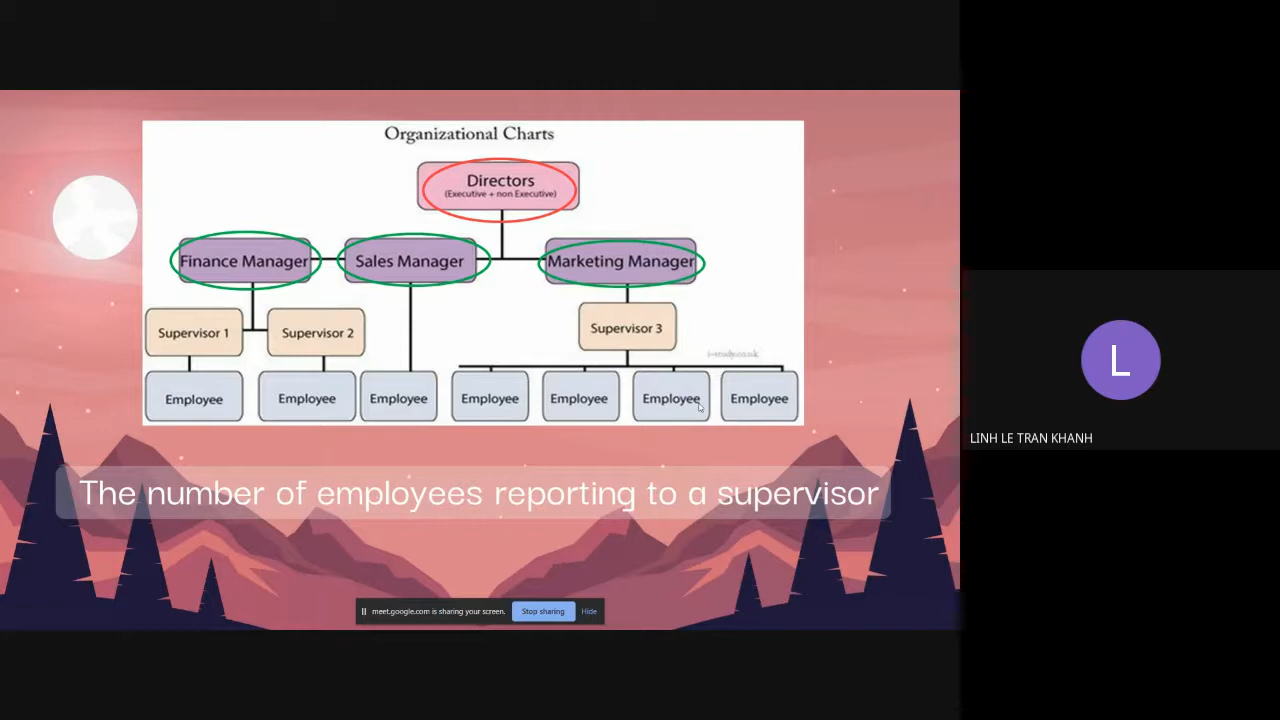 Organizational Charts
Directors
(Executive + non Executive)
Finance Manager
Sales Manager
Marketing Manager
Supervisor 1
Supervisor 2
Supervisor 3
Employee
Employee
Employee
Employee
Employee
Employee
Employee
The number of employees reporting to a supervisor
meet.google.com is sharing your screen.
Stop sharing
Hide
L
LINH LE TRAN KHANH